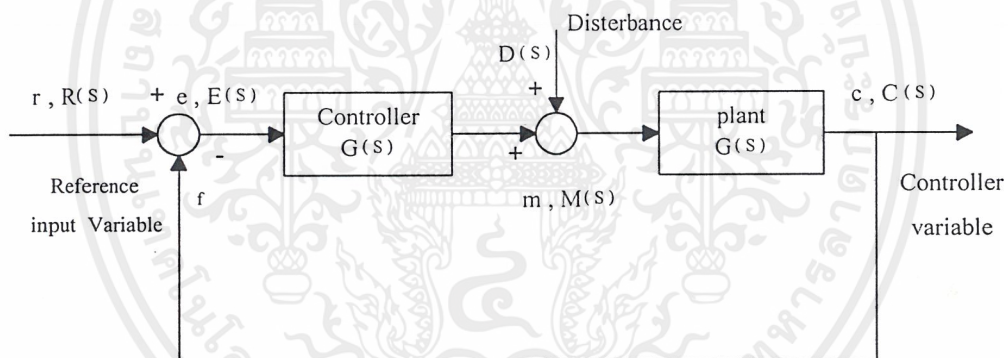 Disterbance
D(S)
+
r , R(S)
+ e , E(S)
Controller
G(S)
-
+
m , M(S)
plant
G(S)
c , C(S)
Reference
input Variable
f
Controller
variable